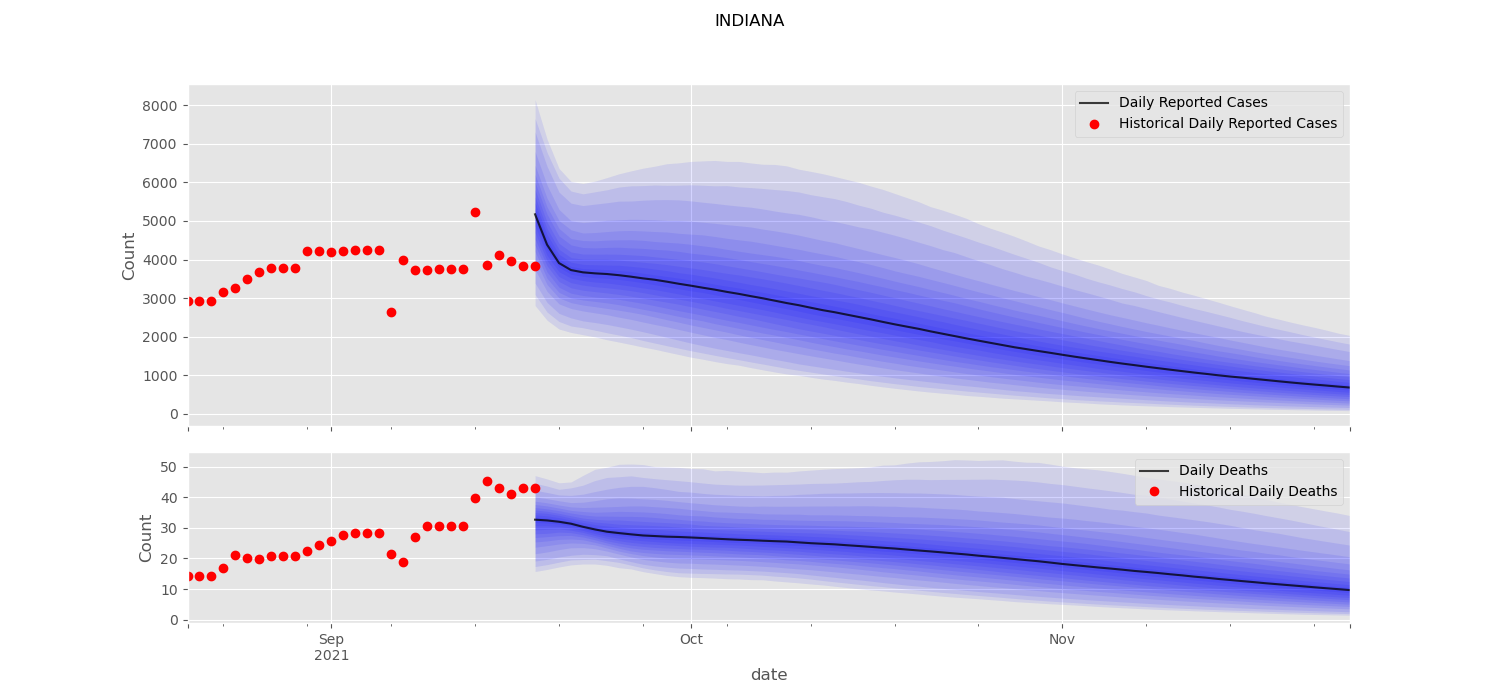 INDIANA
Count
8000
7000
6000
5000
4000
3000
2000
1000
0
Daily Reported Cases
Historical Daily Reported Cases
Count
50
40
30
20
10
0
Daily Deaths
Historical Daily Deaths
Sep
2021
Oct
Nov
date